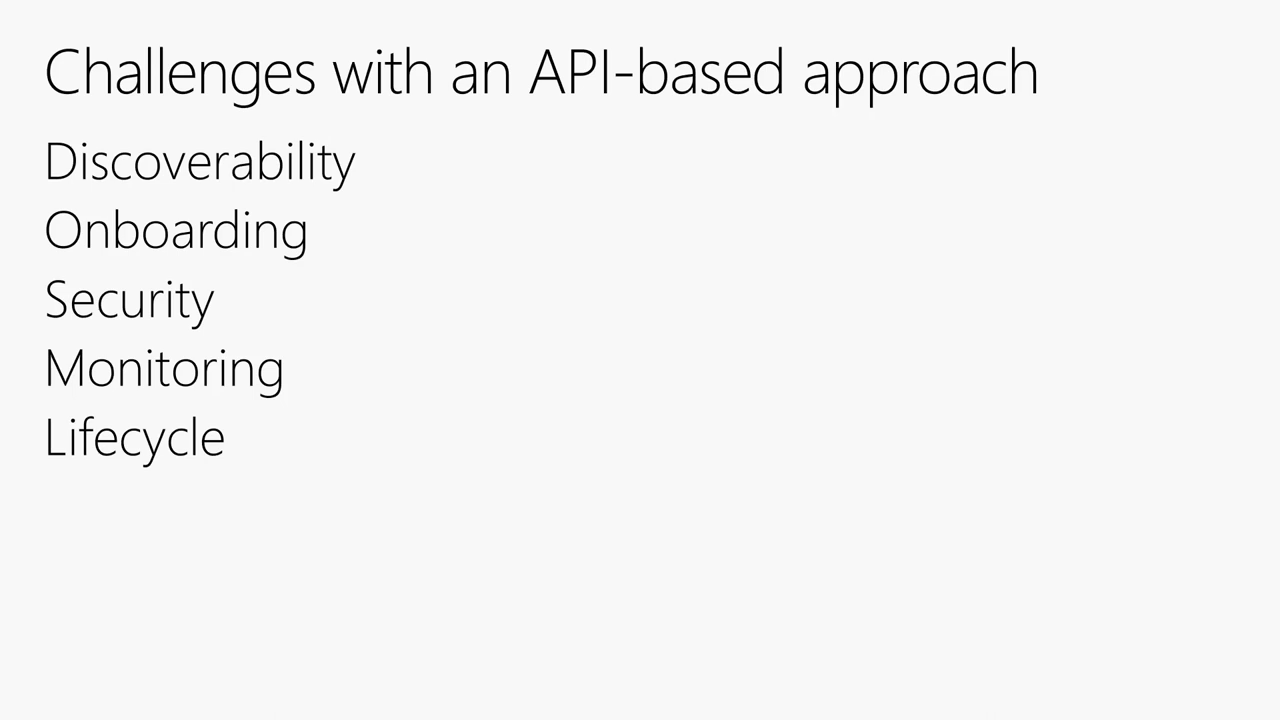 Challenges with an API-based approach
Discoverability
Onboarding
Security
Monitoring
Lifecycle